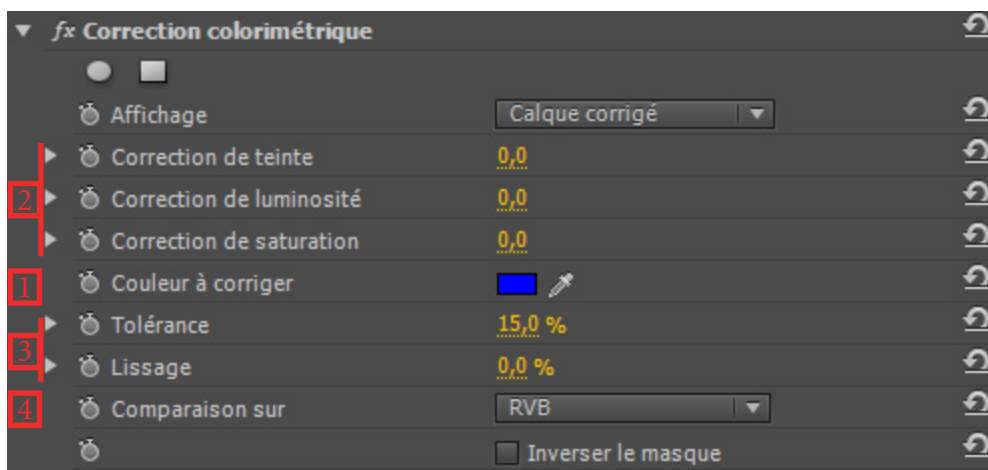 fx Correction colorimétrique
Affichage Calque corrigé
Correction de teinte 0,0
2 Correction de luminosité 0,0
Correction de saturation 0,0
1 Couleur à corriger
Tolérance 15,0 %
3
Lissage 0,0 %
4 Comparaison sur RVB
Inverser le masque